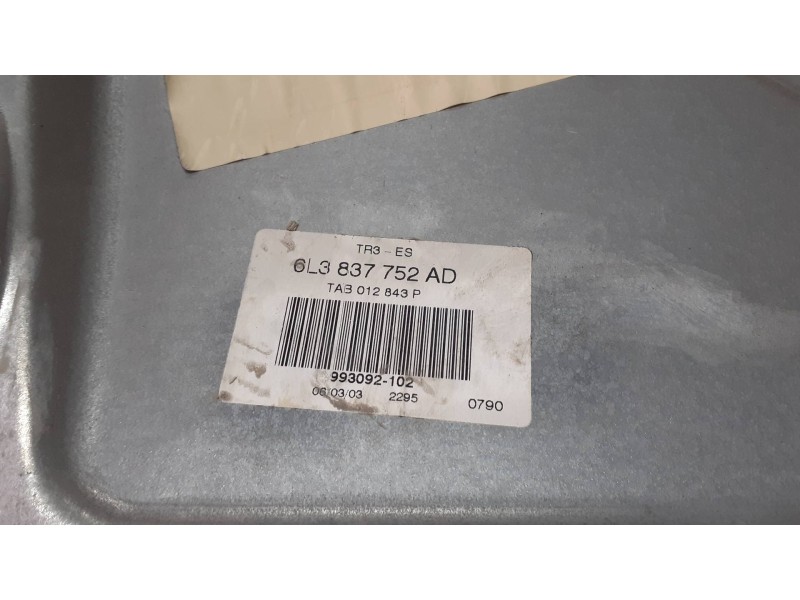 TR3-ES
6L3 837 752 AD
TAB 012 843 P
993092-102
06/03/03 2295 0790